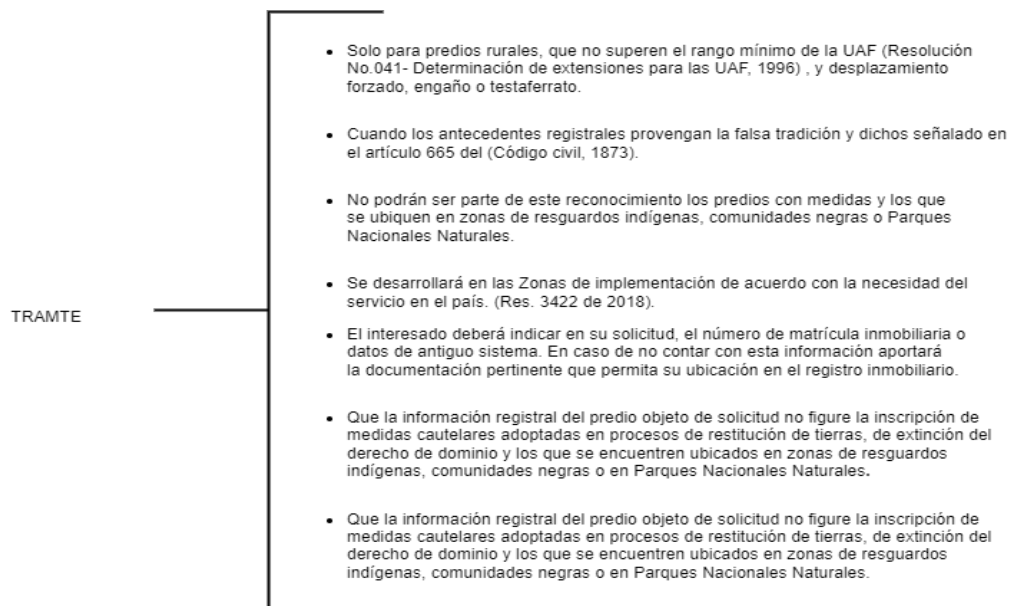 • Solo para predios rurales, que no superen el rango mínimo de la UAF (Resolución
No.041- Determinación de extensiones para las UAF, 1996) , y desplazamiento
forzado, engaño o testaferrato.
• Cuando los antecedentes registrales provengan la falsa tradición y dichos señalado en
el artículo 665 del (Código civil, 1873).
• No podrán ser parte de este reconocimiento los predios con medidas y los que
se ubiquen en zonas de resguardos indígenas, comunidades negras o Parques
Nacionales Naturales.
• Se desarrollará en las Zonas de implementación de acuerdo con la necesidad del
servicio en el país. (Res. 3422 de 2018).
TRAMTE
• El interesado deberá indicar en su solicitud, el número de matrícula inmobiliaria o
datos de antiguo sistema. En caso de no contar con esta información aportará
la documentación pertinente que permita su ubicación en el registro inmobiliario.
• Que la información registral del predio objeto de solicitud no figure la inscripción de
medidas cautelares adoptadas en procesos de restitución de tierras, de extinción del
derecho de dominio y los que se encuentren ubicados en zonas de resguardos
indígenas, comunidades negras o en Parques Nacionales Naturales.
• Que la información registral del predio objeto de solicitud no figure la inscripción de
medidas cautelares adoptadas en procesos de restitución de tierras, de extinción del
derecho de dominio y los que se encuentren ubicados en zonas de resguardos
indígenas, comunidades negras o en Parques Nacionales Naturales.